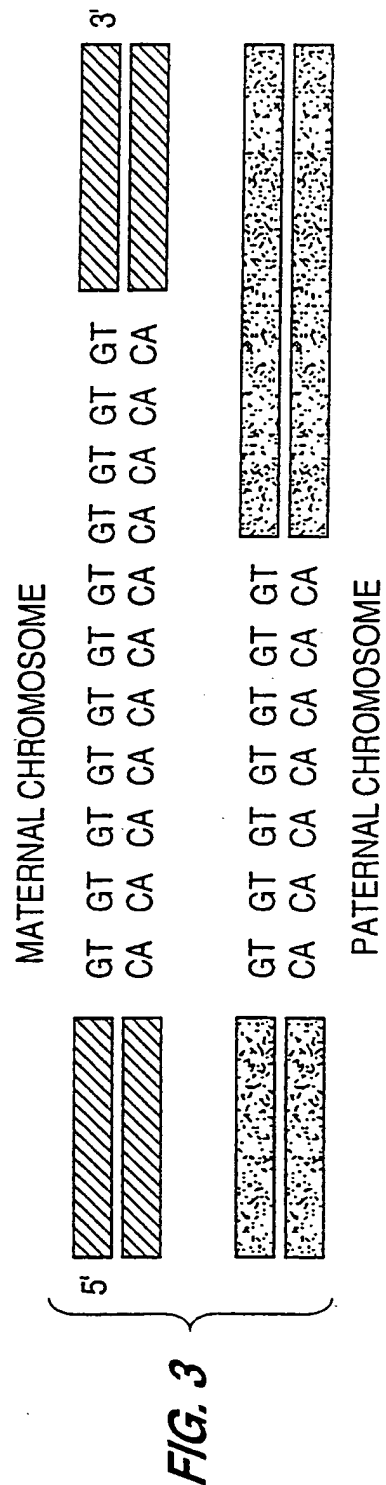 FIG. 3
MATERNAL CHROMOSOME
5' GT GT GT GT GT GT GT GT GT GT GT 3'
CA CA CA CA CA CA CA CA CA CA CA
GT GT GT GT GT GT GT
CA CA CA CA CA CA CA
PATERNAL CHROMOSOME